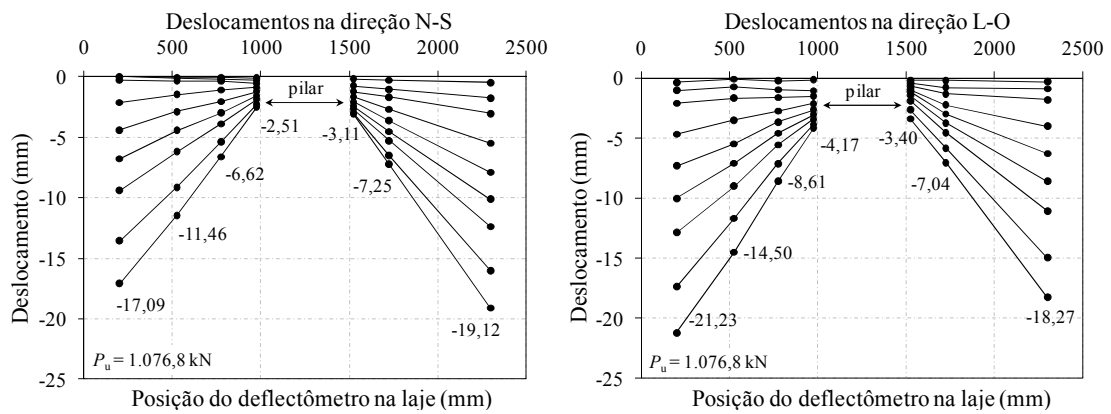 Deslocamentos na direção N-S
0 500 1000 1500 2000 2500
0
-5
-10
-15
-20
-25
Deslocamento (mm)
pilar
-2,51
-3,11
-6,62
-7,25
-11,46
-17,09
-19,12
Pu = 1.076,8 kN
Posição do deflectômetro na laje (mm)
Deslocamentos na direção L-O
0 500 1000 1500 2000 2500
0
-5
-10
-15
-20
-25
Deslocamento (mm)
pilar
-4,17
-3,40
-8,61
-7,04
-14,50
-21,23
-18,27
Pu = 1.076,8 kN
Posição do deflectômetro na laje (mm)